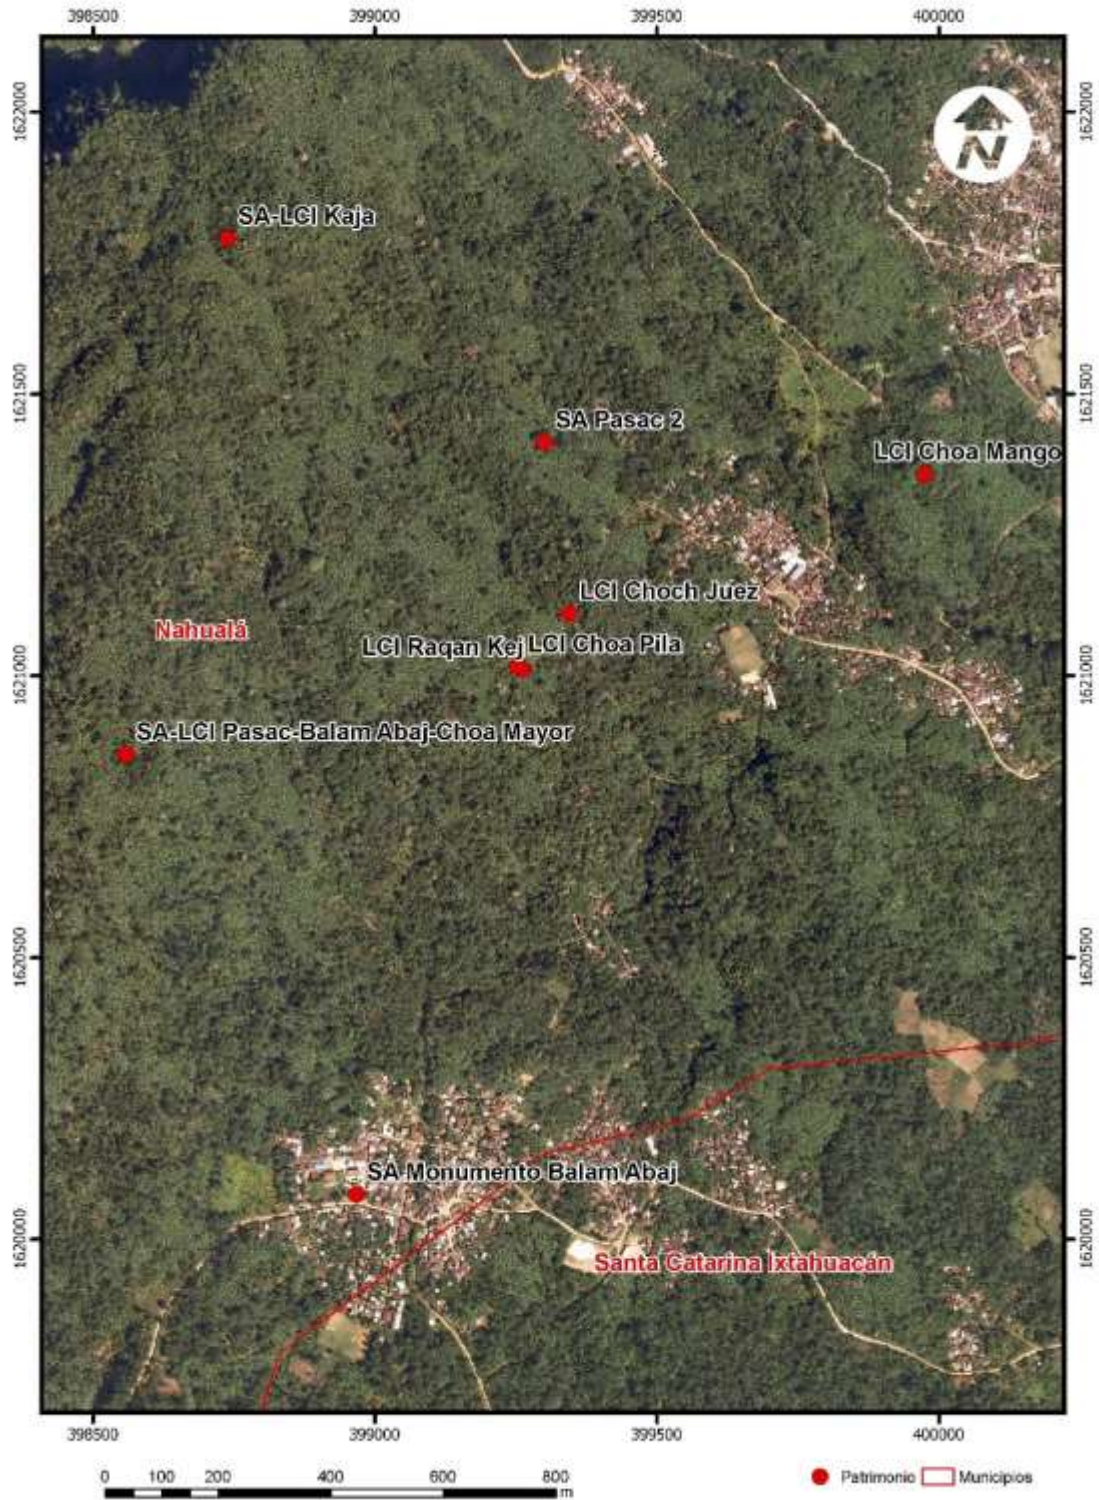 398500 399000 399500 400000
1622000 1622000
N
SA-LCI Kaja
1621500 1621500
SA Pasac 2
LCI Choa Mango
LCI Choch Juez
Nahualá
LCI Raqan Kej LCI Choa Pila
1621000 1621000
SA-LCI Pasac-Balam Abaj-Choa Mayor
1620500 1620500
SA Monumento Balam Abaj
1620000 1620000
Santa Catarina Ixtahuacán
398500 399000 399500 400000
0 100 200 400 600 800
m
Patrimonio Municipios